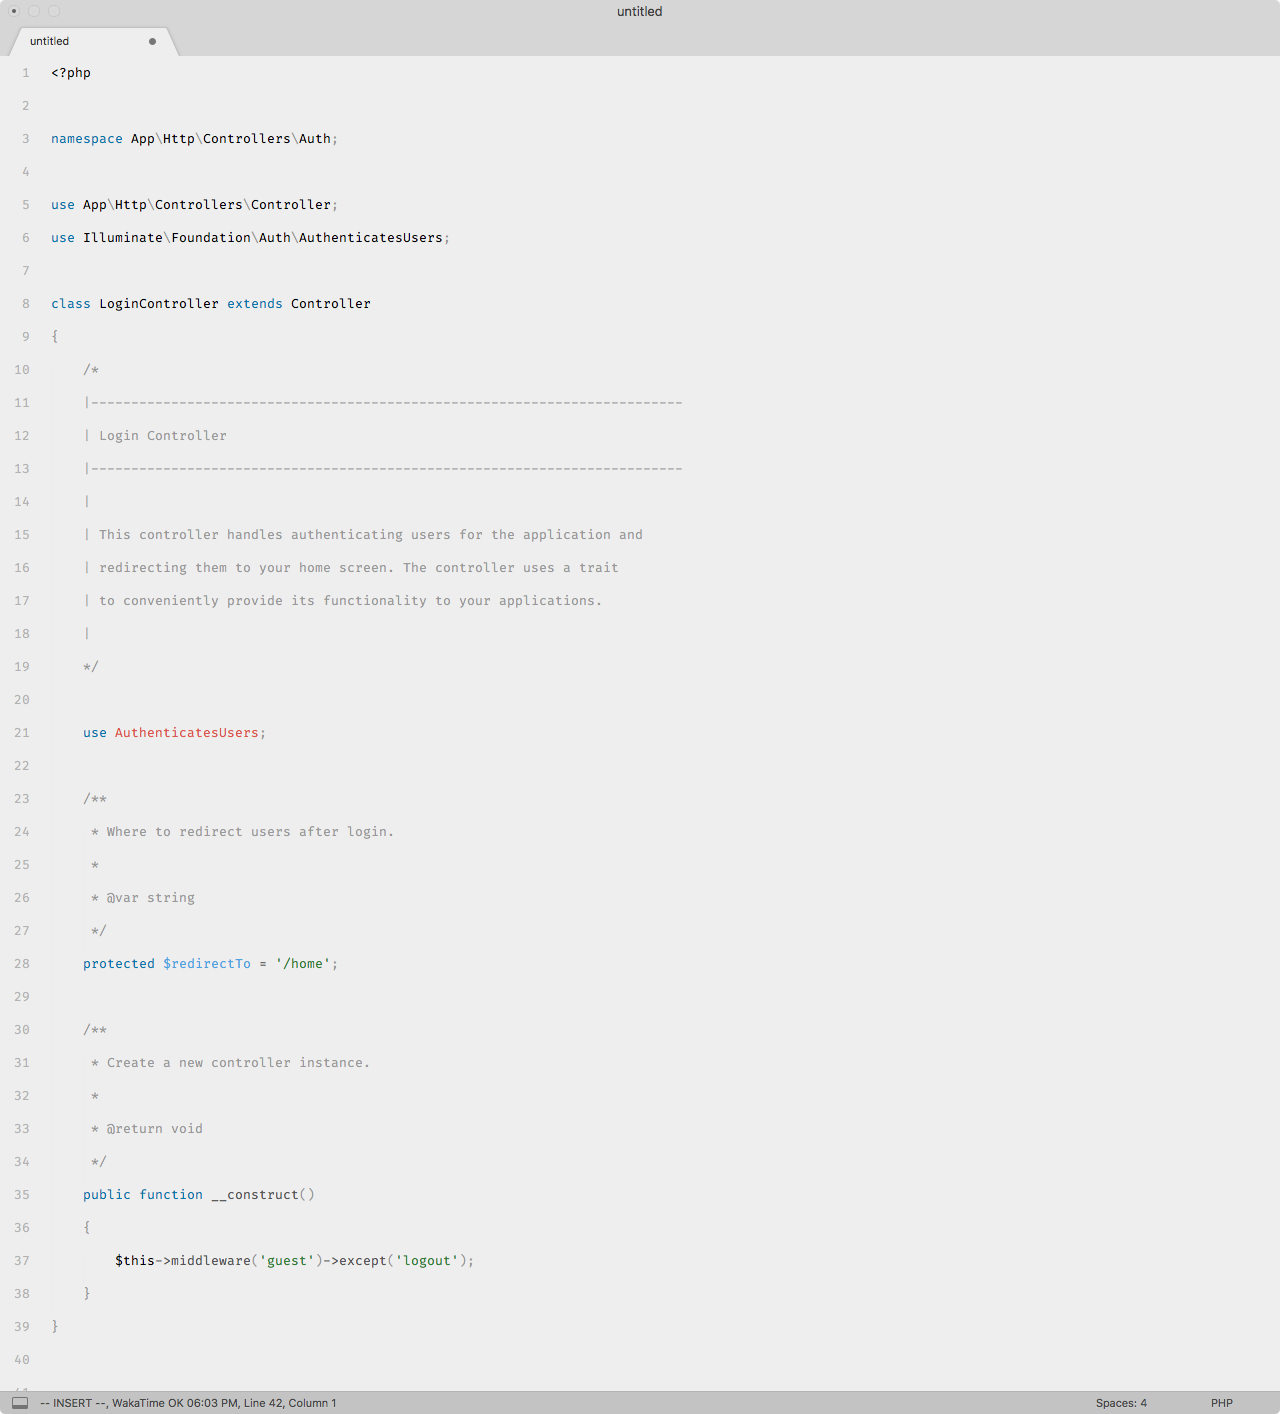 untitled
untitled
1 <?php
2
3 namespace App\Http\Controllers\Auth;
4
5 use App\Http\Controllers\Controller;
6 use Illuminate\Foundation\Auth\AuthenticatesUsers;
7
8 class LoginController extends Controller
9 {
10     /*
11     |--------------------------------------------------------------------------
12     | Login Controller
13     |--------------------------------------------------------------------------
14     |
15     | This controller handles authenticating users for the application and
16     | redirecting them to your home screen. The controller uses a trait
17     | to conveniently provide its functionality to your applications.
18     |
19     */
20
21     use AuthenticatesUsers;
22
23     /**
24      * Where to redirect users after login.
25      *
26      * @var string
27      */
28     protected $redirectTo = '/home';
29
30     /**
31      * Create a new controller instance.
32      *
33      * @return void
34      */
35     public function __construct()
36     {
37         $this->middleware('guest')->except('logout');
38     }
39 }
40
-- INSERT --, WakaTime OK 06:03 PM, Line 42, Column 1
Spaces: 4
PHP